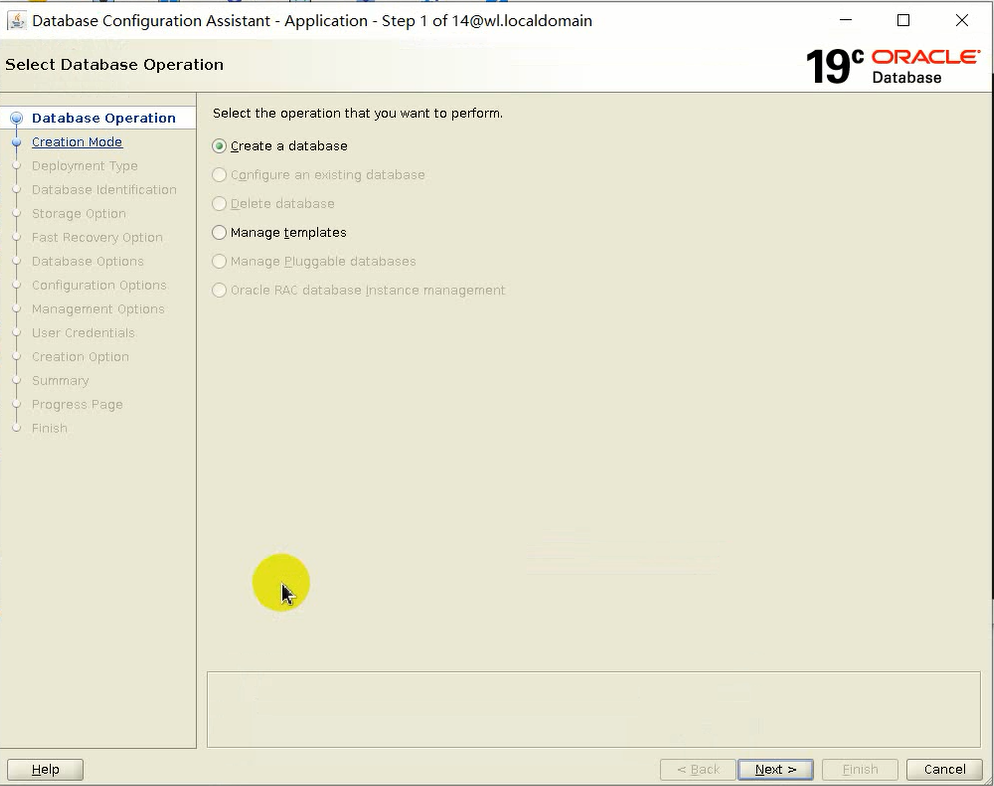 Database Configuration Assistant - Application - Step 1 of 14@wl.localdomain
Select Database Operation
19c ORACLE
Database
Database Operation
Creation Mode
Deployment Type
Database Identification
Storage Option
Fast Recovery Option
Database Options
Configuration Options
Management Options
User Credentials
Creation Option
Summary
Progress Page
Finish
Select the operation that you want to perform.
Create a database
Configure an existing database
Delete database
Manage templates
Manage Pluggable databases
Oracle RAC database instance management
Help
< Back
Next >
Finish
Cancel